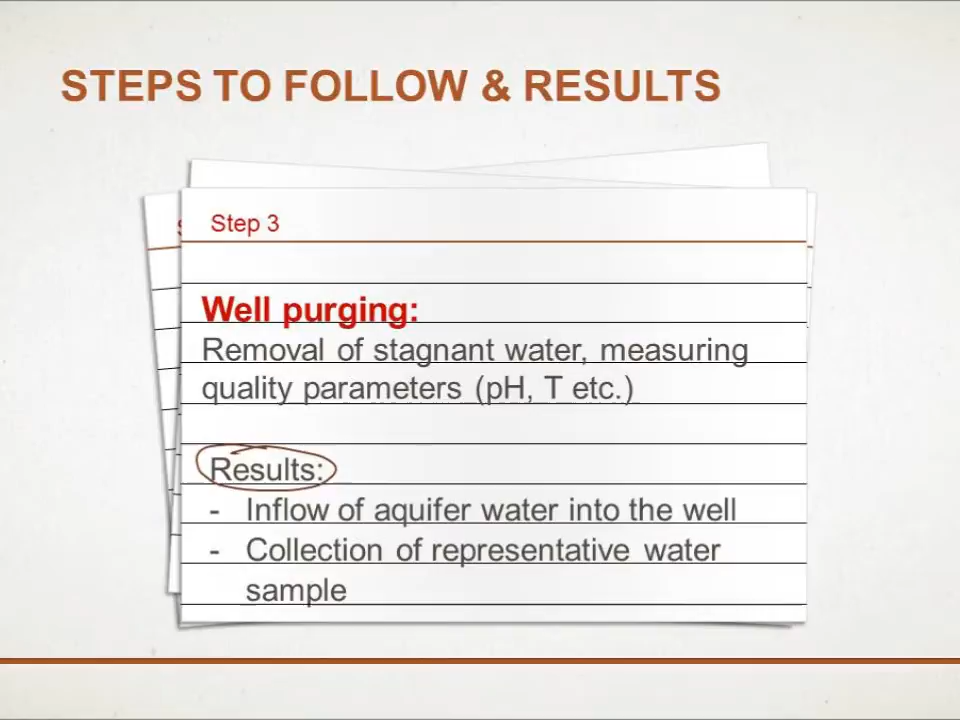 STEPS TO FOLLOW & RESULTS
Step 3
Well purging:
Removal of stagnant water, measuring
quality parameters (pH, T etc.)
Results:
- Inflow of aquifer water into the well
- Collection of representative water
sample